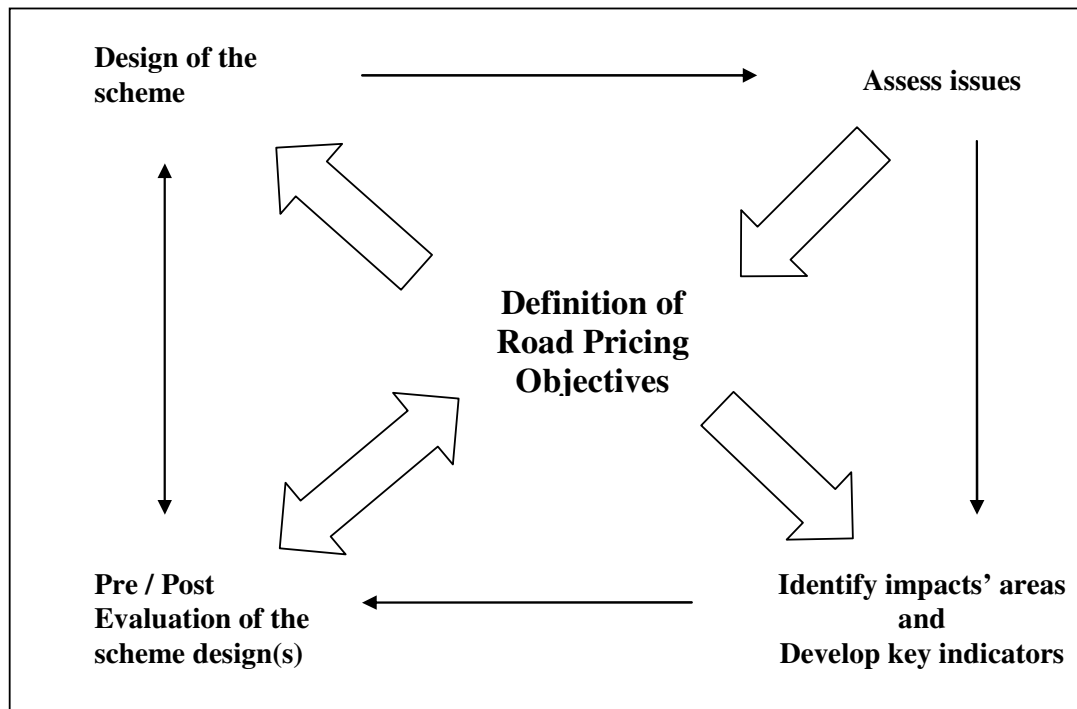 Design of the
scheme
Assess issues
Definition of
Road Pricing
Objectives
Pre / Post
Evaluation of the
scheme design(s)
Identify impacts’ areas
and
Develop key indicators